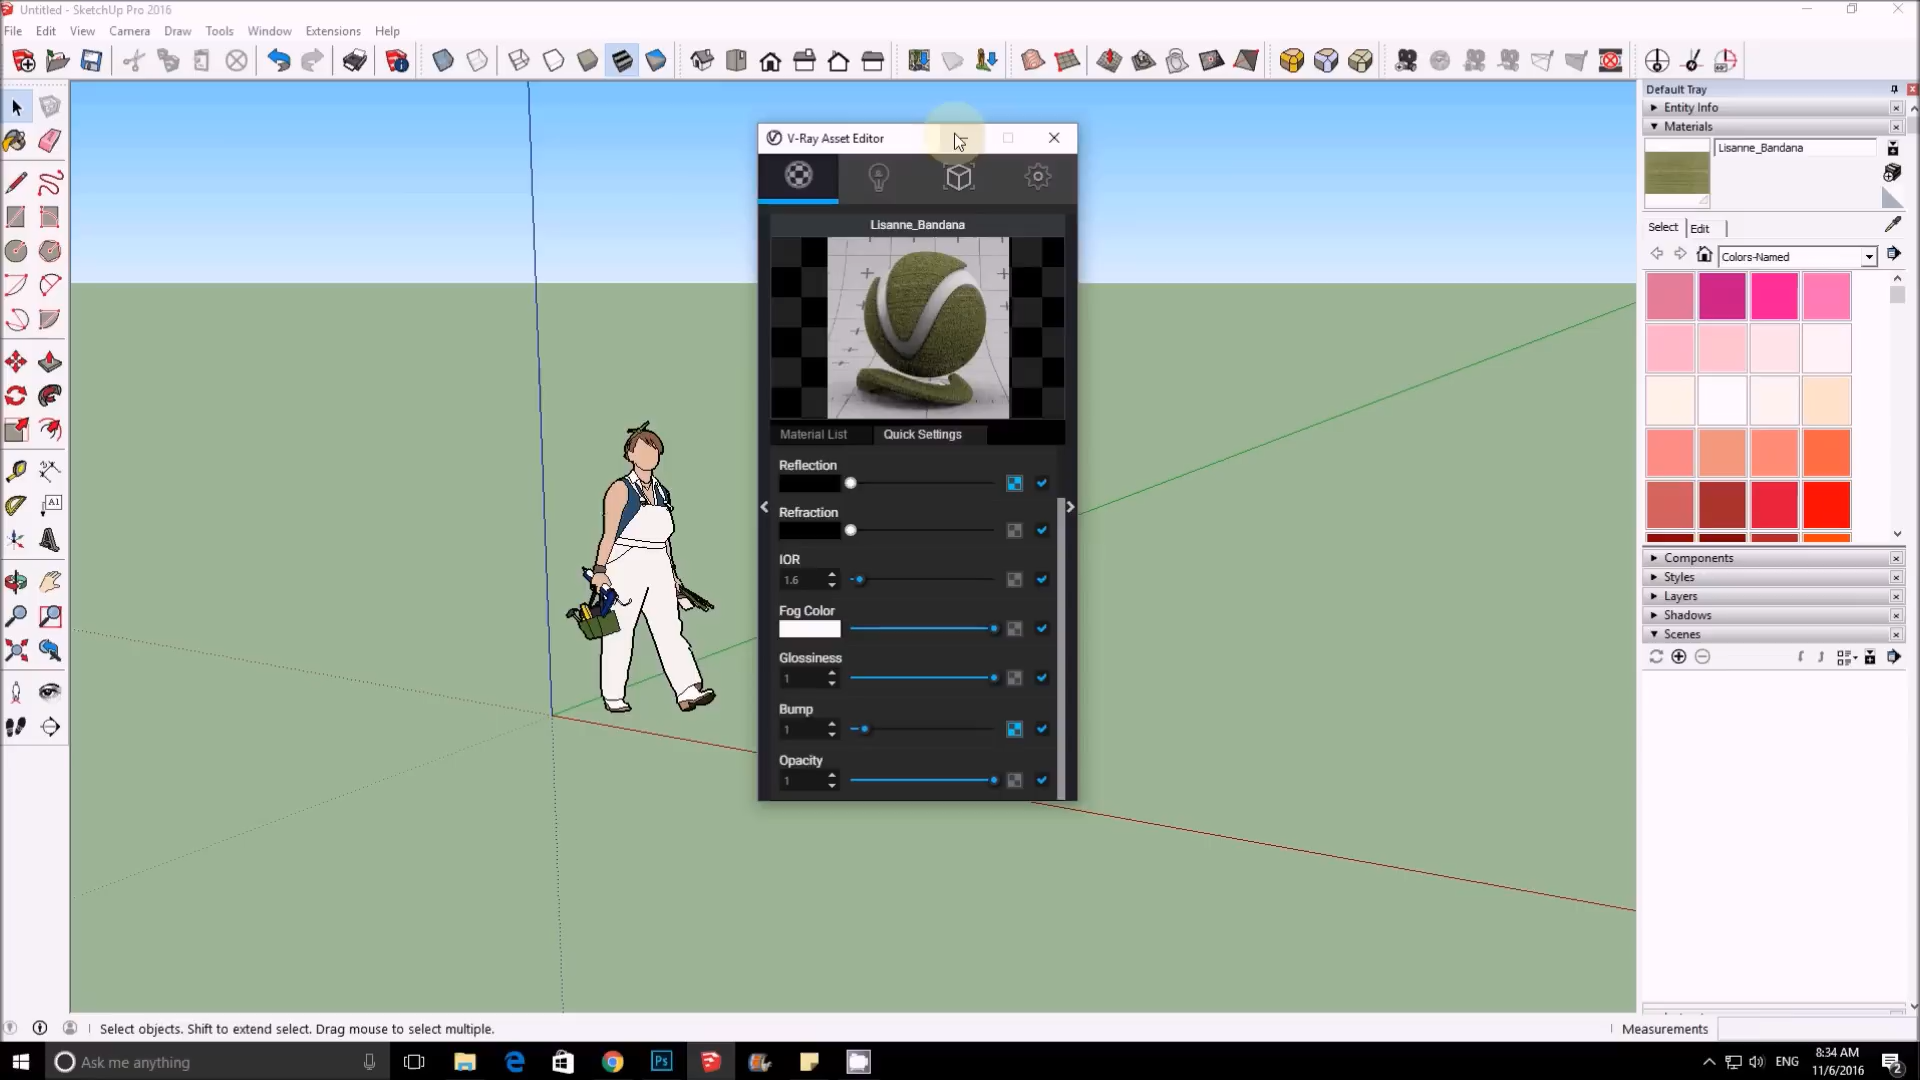 Untitled - SketchUp Pro 2016
File Edit View Camera Draw Tools Window Extensions Help
Default Tray
Entity Info
Materials
Lisanne_Bandana
Select Edit
Colors-Named
Components
Styles
Layers
Shadows
Scenes
V-Ray Asset Editor
Lisanne_Bandana
Material List Quick Settings
Reflection
Refraction
IOR
1.6
Fog Color
Glossiness
1
Bump
1
Opacity
1
A1
Select objects. Shift to extend select. Drag mouse to select multiple.
Measurements
Ask me anything
Ps
ENG
8:34 AM
11/6/2016
2